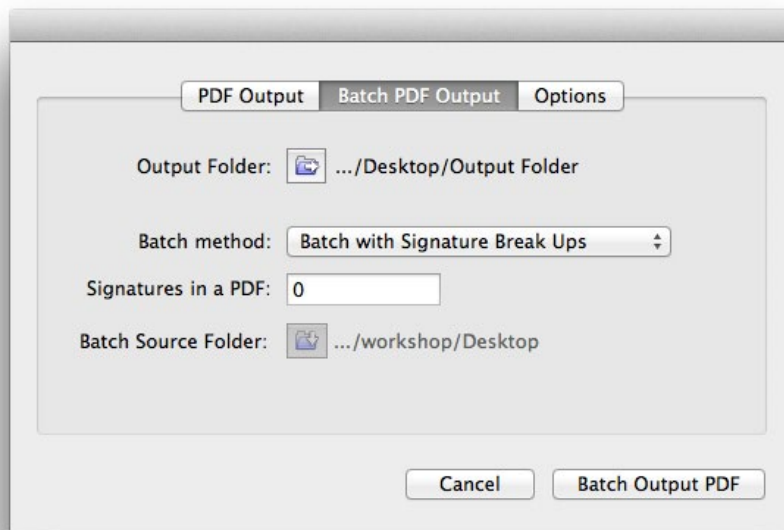 PDF Output Batch PDF Output Options
Output Folder: .../Desktop/Output Folder
Batch method: Batch with Signature Break Ups
Signatures in a PDF: 0
Batch Source Folder: .../workshop/Desktop
Cancel Batch Output PDF